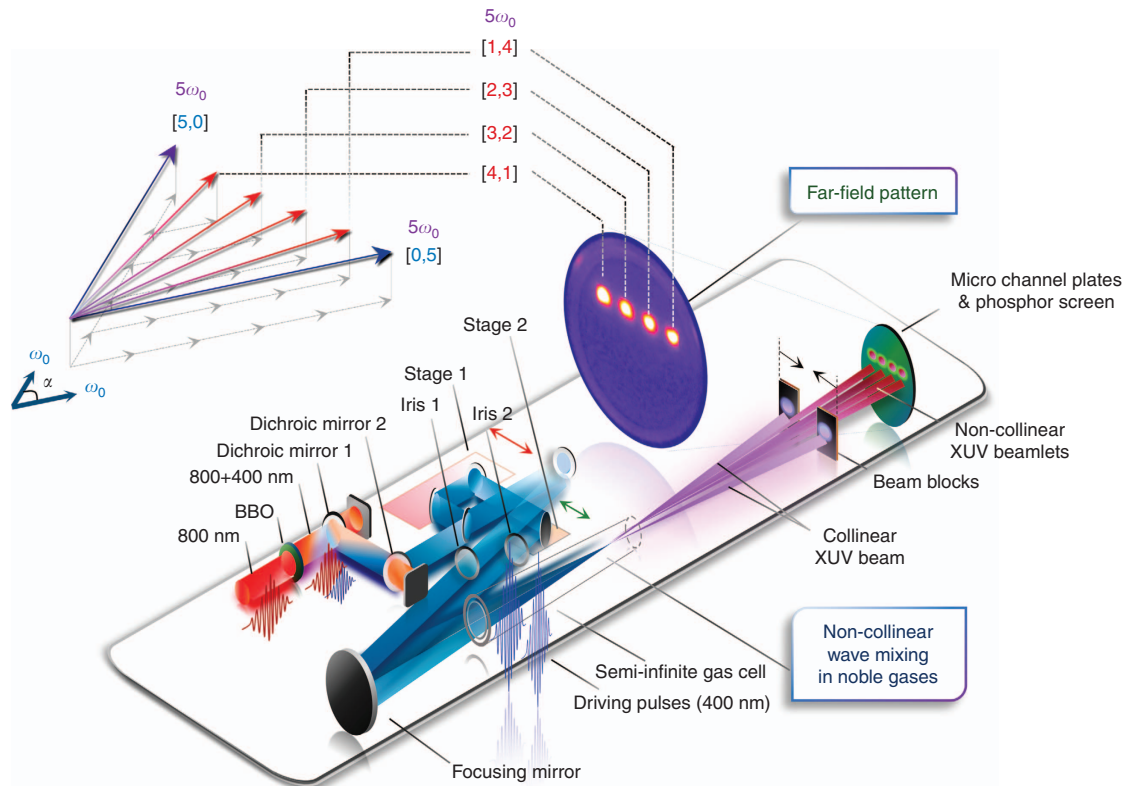 5ω₀
[1,4]
[2,3]
[3,2]
[4,1]
5ω₀
[5,0]
5ω₀
[0,5]
ω₀
α
ω₀
Far-field pattern
Micro channel plates
& phosphor screen
Stage 2
Stage 1
Iris 1
Iris 2
Dichroic mirror 2
Dichroic mirror 1
800+400 nm
BBO
800 nm
Non-collinear
XUV beamlets
Beam blocks
Collinear
XUV beam
Non-collinear
wave mixing
in noble gases
Semi-infinite gas cell
Driving pulses (400 nm)
Focusing mirror